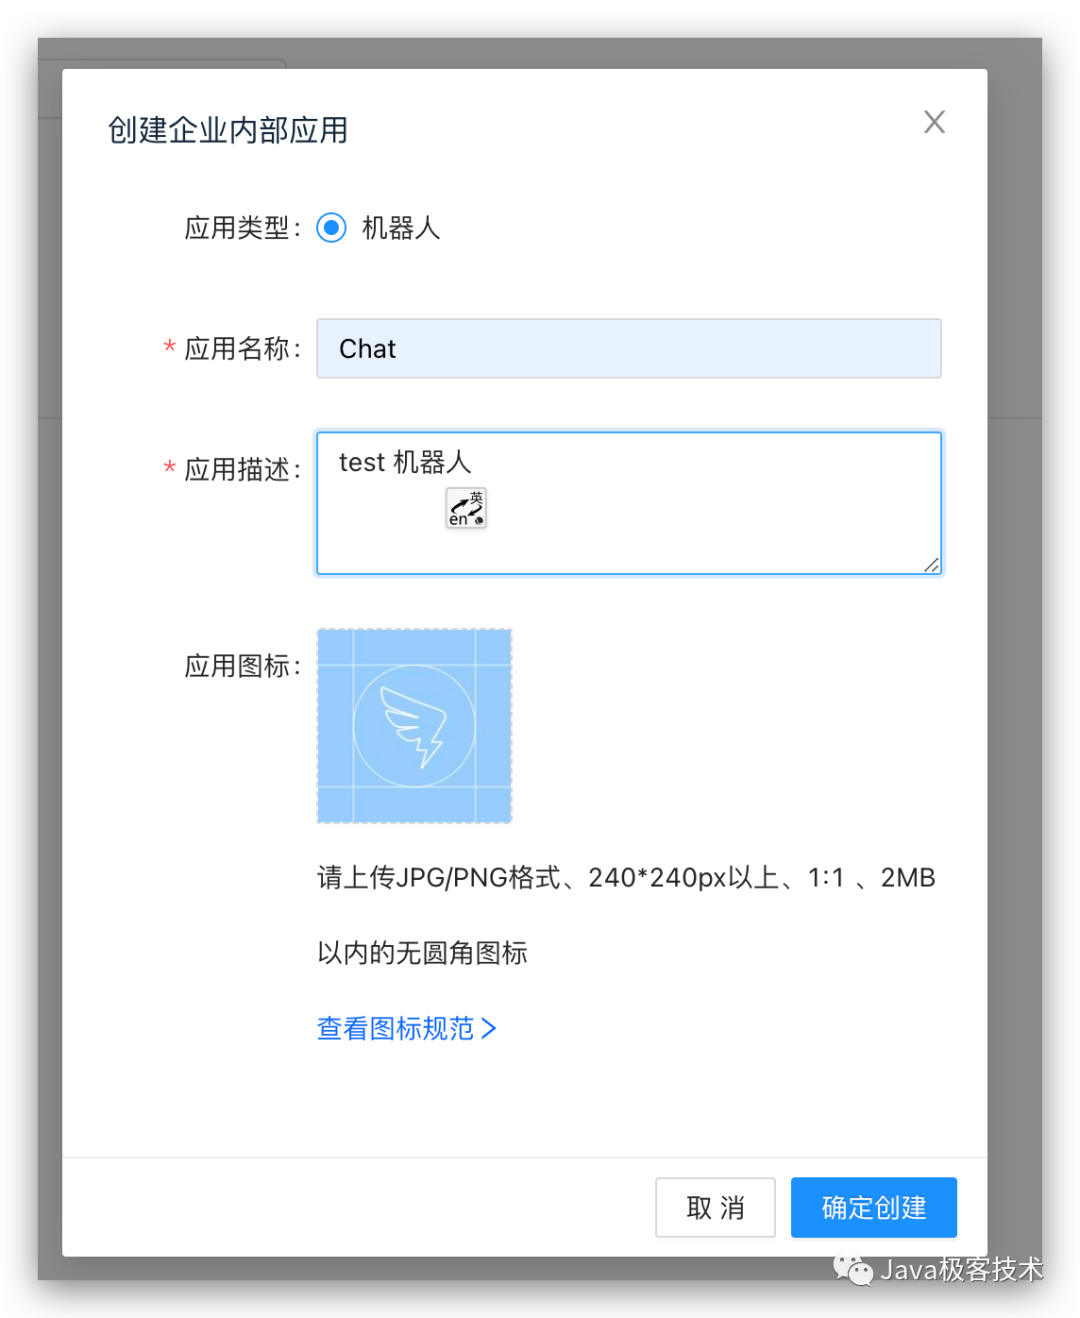 创建企业内部应用
应用类型: 机器人
* 应用名称: Chat
* 应用描述: test 机器人
英
en
应用图标:
请上传JPG/PNG格式、240*240px以上、1:1 、2MB
以内的无圆角图标
查看图标规范 >
取 消 确定创建
Java极客技术